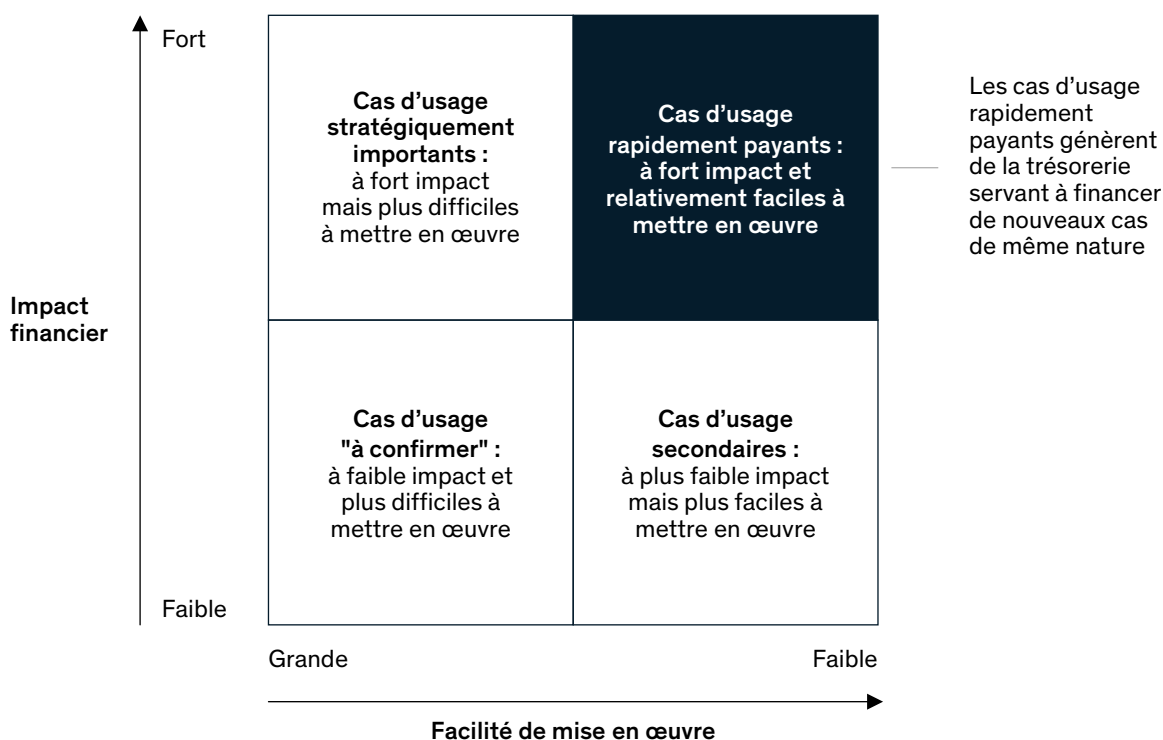 Fort
Cas d’usage
stratégiquement
importants :
à fort impact
mais plus difficiles
à mettre en œuvre
Cas d’usage
rapidement payants :
à fort impact et
relativement faciles à
mettre en œuvre
Les cas d’usage
rapidement
payants génèrent
de la trésorerie
servant à financer
de nouveaux cas
de même nature
Impact
financier
Cas d’usage
"à confirmer" :
à faible impact et
plus difficiles à
mettre en œuvre
Cas d’usage
secondaires :
à plus faible impact
mais plus faciles à
mettre en œuvre
Faible
Grande
Faible
Facilité de mise en œuvre